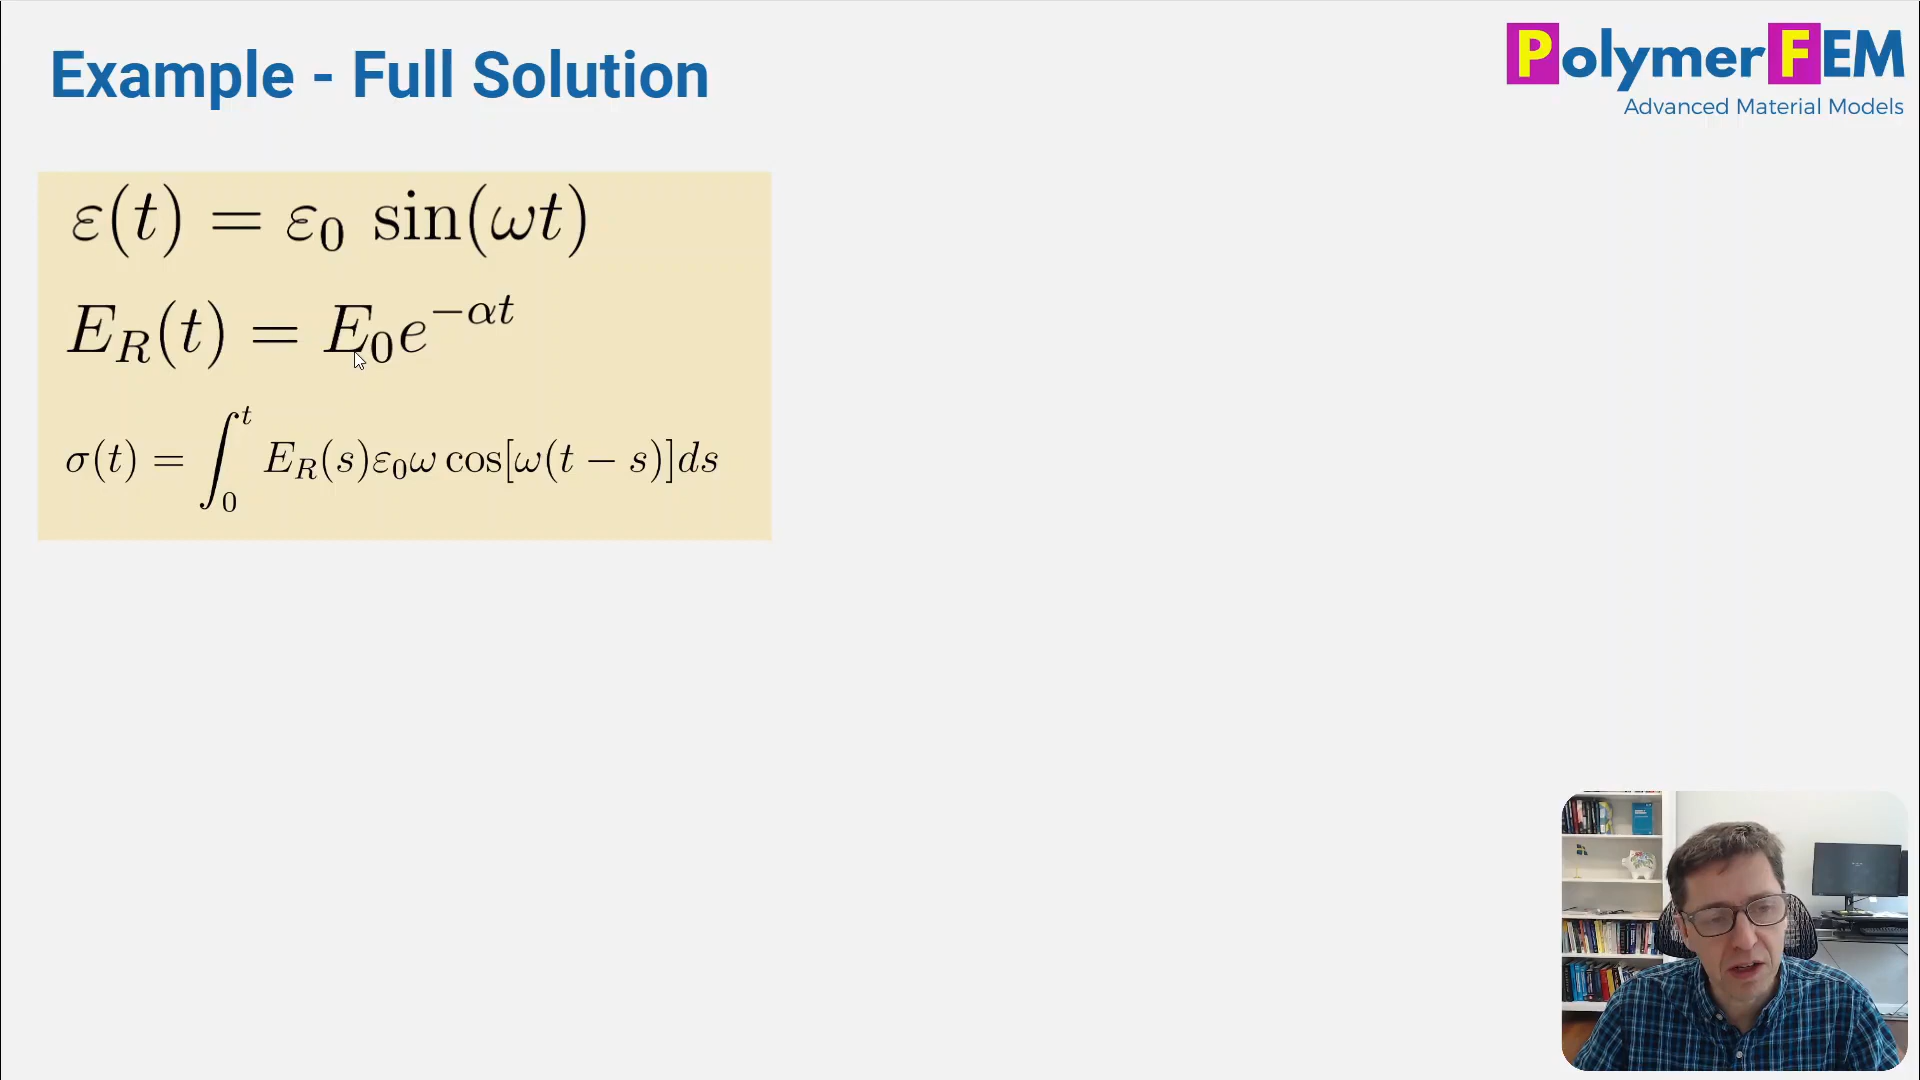 Example - Full Solution
PolymerFEM
Advanced Material Models
ε(t) = ε₀ sin(ωt)
E_R(t) = E₀e^{−αt}
σ(t) = ∫₀ᵗ E_R(s)ε₀ω cos[ω(t − s)]ds